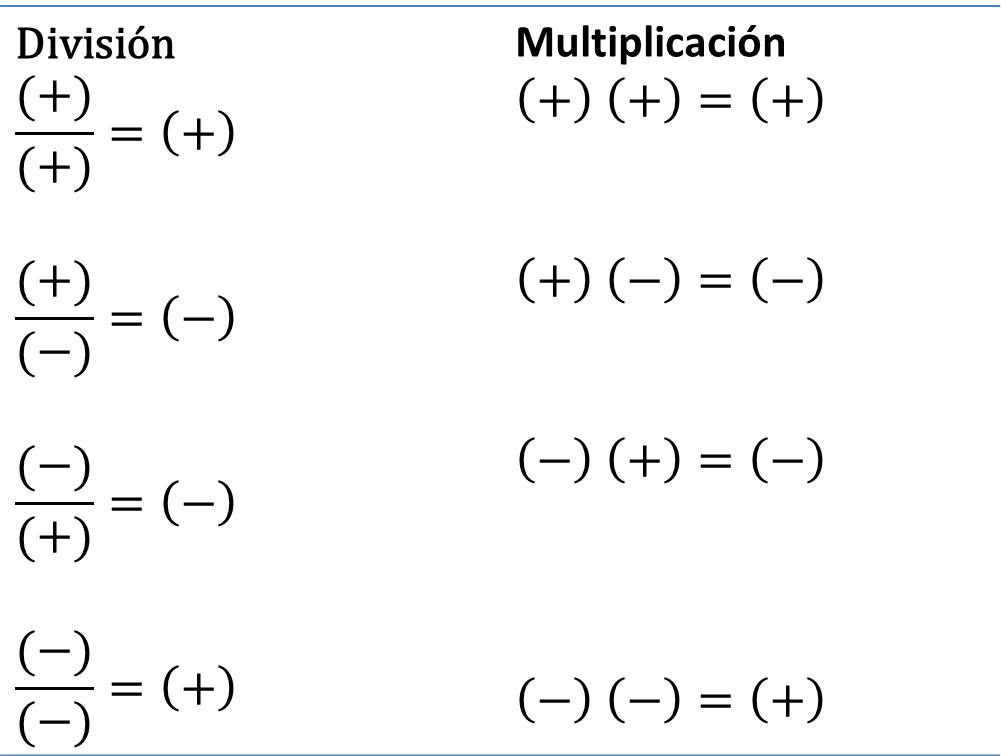 División
(+)/(+) = (+)
(+)/(−) = (−)
(−)/(+) = (−)
(−)/(−) = (+)
Multiplicación
(+) (+) = (+)
(+) (−) = (−)
(−) (+) = (−)
(−) (−) = (+)